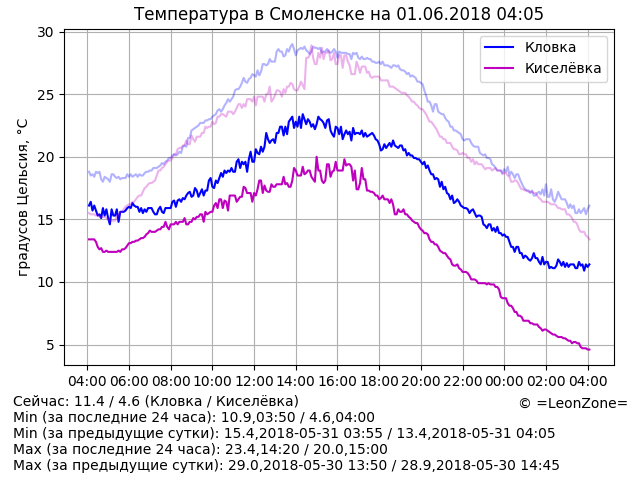 Температура в Смоленске на 01.06.2018 04:05
градусов Цельсия, °C
30
25
20
15
10
5
Кловка
Киселёвка
04:00 06:00 08:00 10:00 12:00 14:00 16:00 18:00 20:00 22:00 00:00 02:00 04:00
Сейчас: 11.4 / 4.6 (Кловка / Киселёвка)
© =LeonZone=
Min (за последние 24 часа): 10.9,03:50 / 4.6,04:00
Min (за предыдущие сутки): 15.4,2018-05-31 03:55 / 13.4,2018-05-31 04:05
Max (за последние 24 часа): 23.4,14:20 / 20.0,15:00
Max (за предыдущие сутки): 29.0,2018-05-30 13:50 / 28.9,2018-05-30 14:45